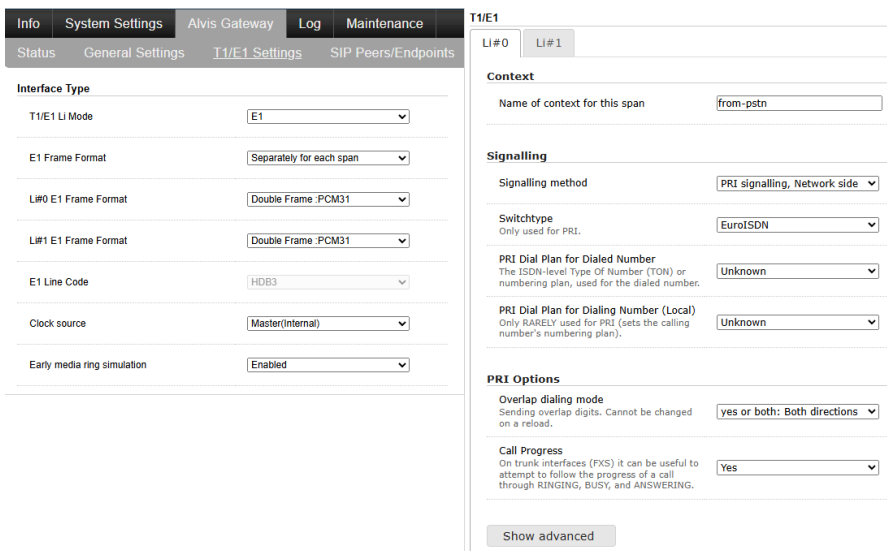 Info System Settings Alvis Gateway Log Maintenance
Status General Settings T1/E1 Settings SIP Peers/Endpoints
Interface Type
T1/E1 Li Mode E1
E1 Frame Format Separately for each span
Li#0 E1 Frame Format Double Frame :PCM31
Li#1 E1 Frame Format Double Frame :PCM31
E1 Line Code HDB3
Clock source Master(Internal)
Early media ring simulation Enabled
T1/E1
Li#0 Li#1
Context
Name of context for this span from-pstn
Signalling
Signalling method PRI signalling, Network side
Switchtype
Only used for PRI.
EuroISDN
PRI Dial Plan for Dialed Number
The ISDN-level Type Of Number (TON) or
numbering plan, used for the dialed number.
Unknown
PRI Dial Plan for Dialing Number (Local)
Only RARELY used for PRI (sets the calling
number's numbering plan).
Unknown
PRI Options
Overlap dialing mode
Sending overlap digits. Cannot be changed
on a reload.
yes or both: Both directions
Call Progress
On trunk interfaces (FXS) it can be useful to
attempt to follow the progress of a call
through RINGING, BUSY, and ANSWERING.
Yes
Show advanced